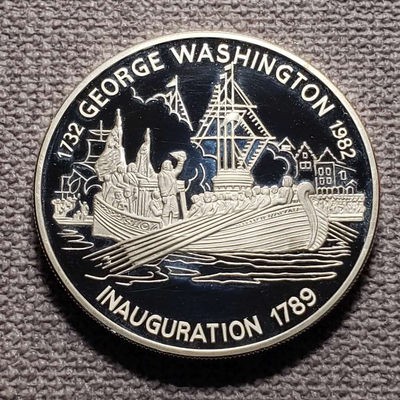 1732 GEORGE WASHINGTON 1982
INAUGURATION 1789